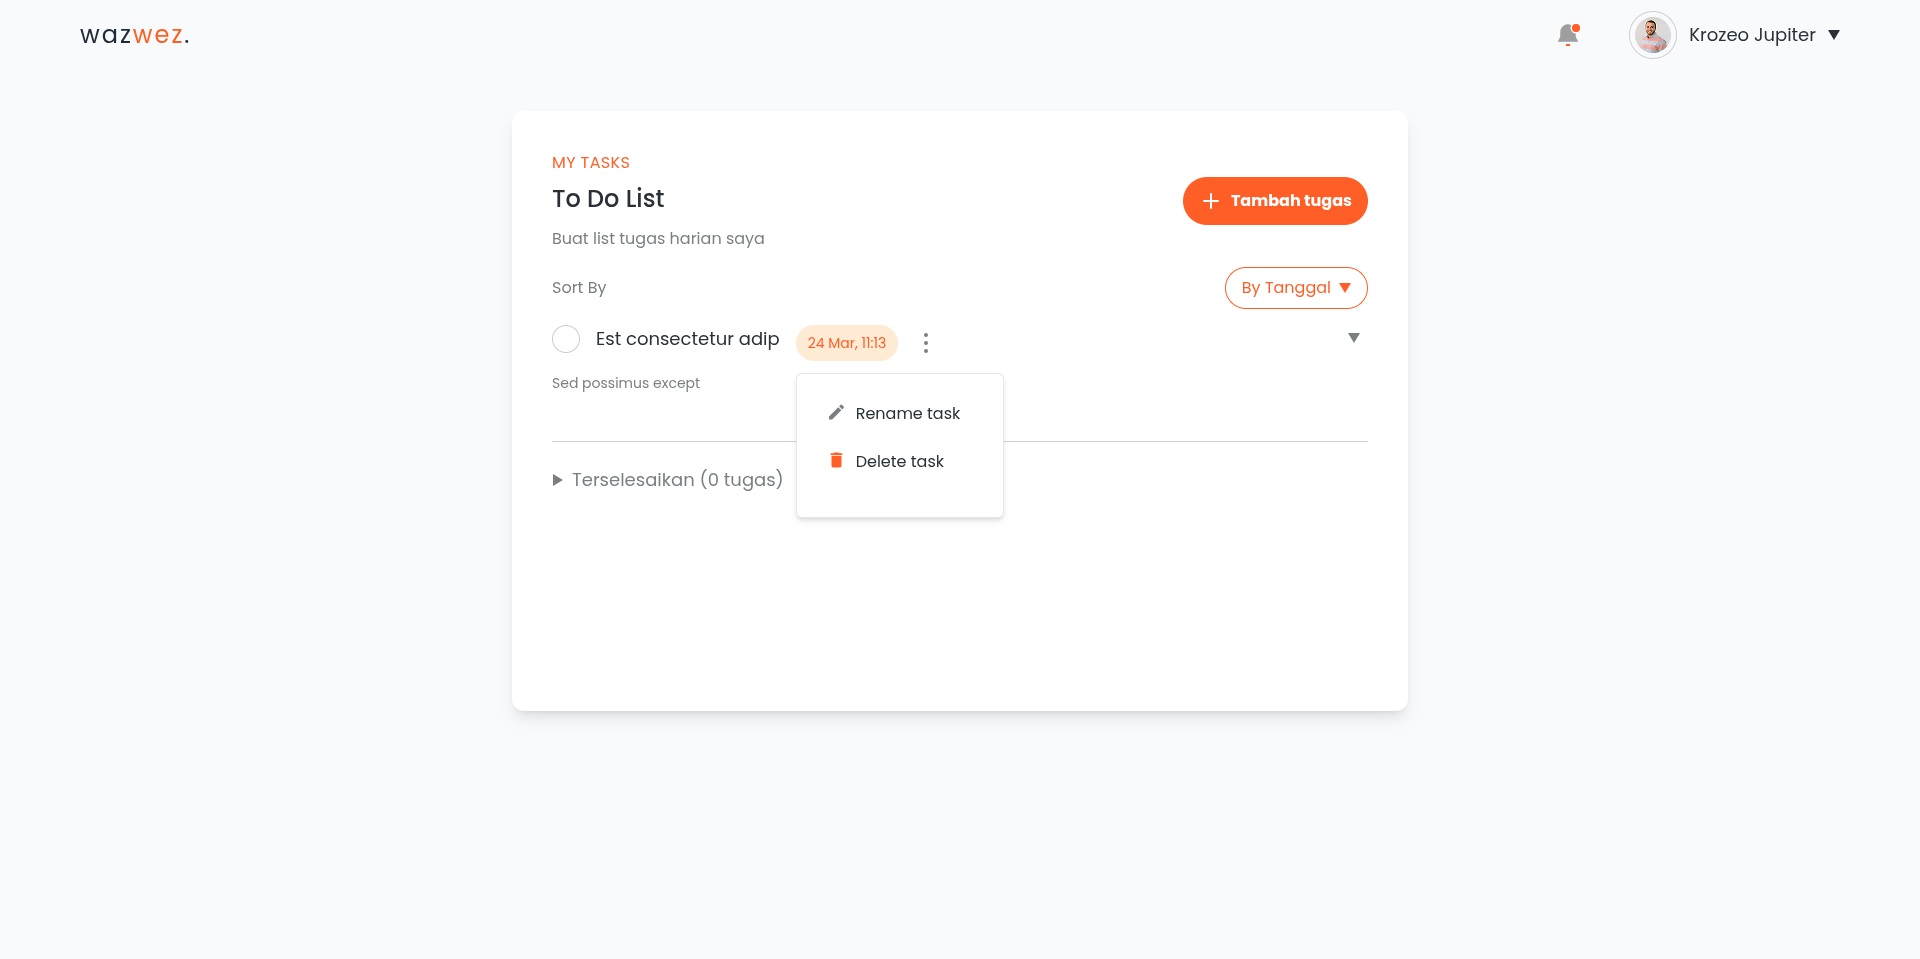 wazwez.
Krozeo Jupiter
MY TASKS
To Do List
Tambah tugas
Buat list tugas harian saya
Sort By
By Tanggal
Est consectetur adip
24 Mar, 11:13
Sed possimus except
Rename task
Delete task
Terselesaikan (0 tugas)